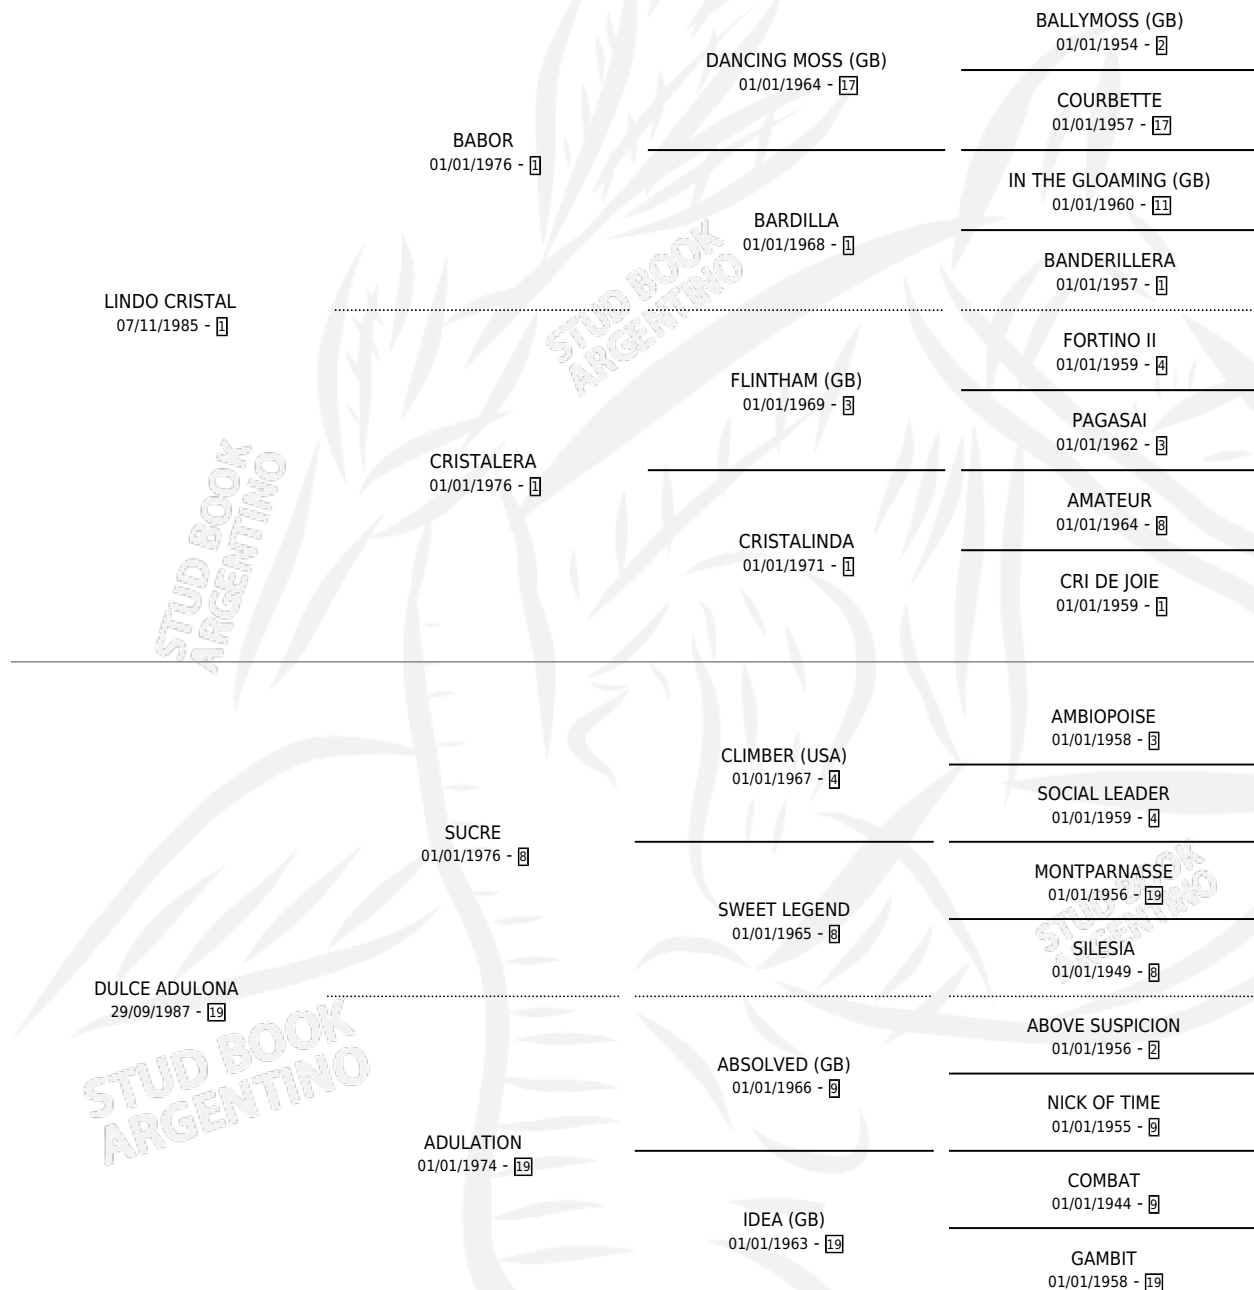 BALLYMOSS (GB)
01/01/1954 - 2
DANCING MOSS (GB)
01/01/1964 - 17
COURBETTE
01/01/1957 - 17
BABOR
01/01/1976 - 1
IN THE GLOAMING (GB)
01/01/1960 - 11
BARDILLA
01/01/1968 - 1
BANDERILLERA
01/01/1957 - 1
LINDO CRISTAL
07/11/1985 - 1
FORTINO II
01/01/1959 - 4
FLINTHAM (GB)
01/01/1969 - 3
PAGASAI
01/01/1962 - 3
CRISTALERA
01/01/1976 - 1
AMATEUR
01/01/1964 - 8
CRISTALINDA
01/01/1971 - 1
CRI DE JOIE
01/01/1959 - 1
AMBIOPOISE
01/01/1958 - 3
CLIMBER (USA)
01/01/1967 - 4
SOCIAL LEADER
01/01/1959 - 4
SUCRE
01/01/1976 - 8
MONTPARNASSE
01/01/1956 - 19
SWEET LEGEND
01/01/1965 - 8
SILESIA
01/01/1949 - 8
DULCE ADULONA
29/09/1987 - 19
ABOVE SUSPICION
01/01/1956 - 2
ABSOLVED (GB)
01/01/1966 - 9
NICK OF TIME
01/01/1955 - 9
ADULATION
01/01/1974 - 19
COMBAT
01/01/1944 - 9
IDEA (GB)
01/01/1963 - 19
GAMBIT
01/01/1958 - 19
STUD BOOK
ARGENTINO
STUD BOOK
ARGENTINO
STUD BOOK
ARGENTINO
STUD BOOK
ARGENTINO